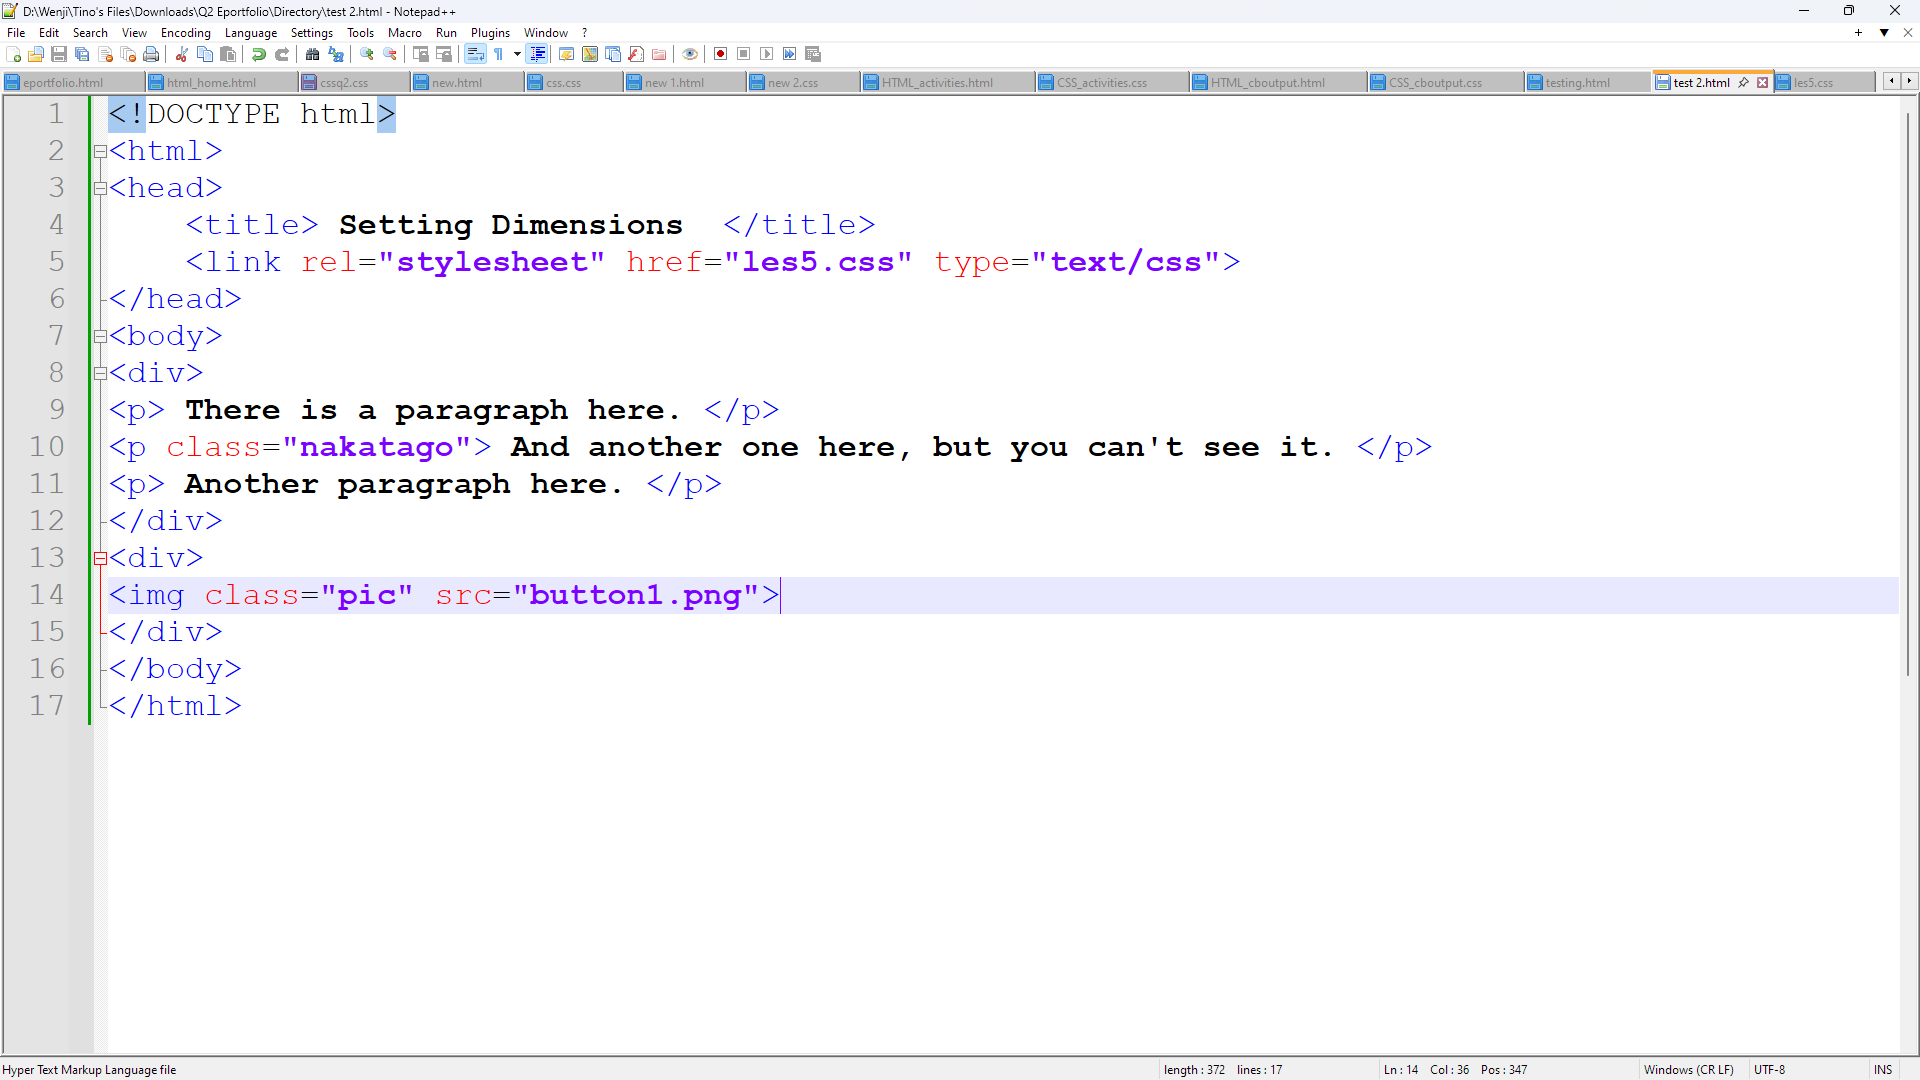 D:\Wenji\Tino's Files\Downloads\Q2 Eportfolio\Directory\test 2.html - Notepad++
File Edit Search View Encoding Language Settings Tools Macro Run Plugins Window ?
eportfolio.html html_home.html cssq2.css new.html css.css new 1.html new 2.css HTML_activities.html CSS_activities.css HTML_cboutput.html CSS_cboutput.css testing.html test 2.html les5.css
1 <!DOCTYPE html>
2 <html>
3 <head>
4 <title> Setting Dimensions  </title>
5 <link rel="stylesheet" href="les5.css" type="text/css">
6 </head>
7 <body>
8 <div>
9 <p> There is a paragraph here. </p>
10 <p class="nakatago"> And another one here, but you can't see it. </p>
11 <p> Another paragraph here. </p>
12 </div>
13 <div>
14 <img class="pic" src="button1.png">
15 </div>
16 </body>
17 </html>
Hyper Text Markup Language file length : 372 lines : 17 Ln : 14 Col : 36 Pos : 347 Windows (CR LF) UTF-8 INS